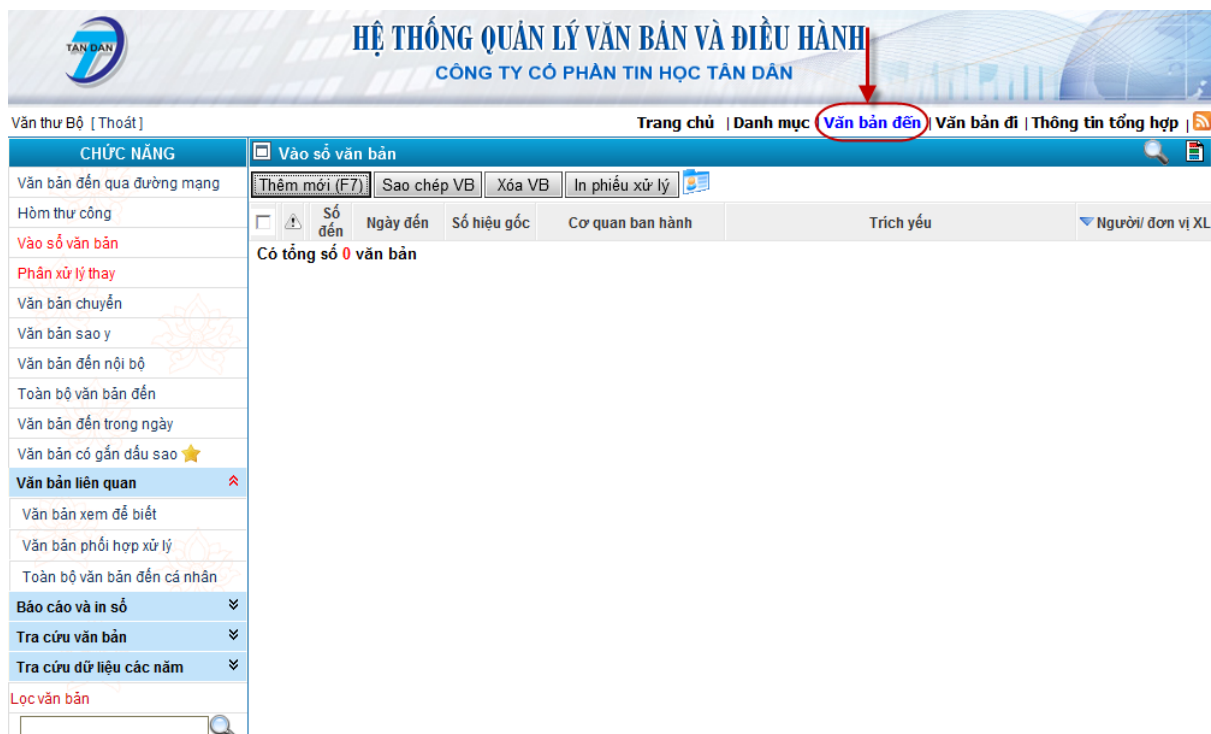 TAN DAN
HỆ THỐNG QUẢN LÝ VĂN BẢN VÀ ĐIỀU HÀNH
CÔNG TY CỔ PHẦN TIN HỌC TÂN DÂN
Văn thư Bộ [ Thoát ]
Trang chủ | Danh mục | Văn bản đến | Văn bản đi | Thông tin tổng hợp |
CHỨC NĂNG
Văn bản đến qua đường mạng
Hòm thư công
Vào sổ văn bản
Phân xử lý thay
Văn bản chuyển
Văn bản sao y
Văn bản đến nội bộ
Toàn bộ văn bản đến
Văn bản đến trong ngày
Văn bản có gắn dấu sao
Văn bản liên quan
Văn bản xem để biết
Văn bản phối hợp xử lý
Toàn bộ văn bản đến cá nhân
Báo cáo và in sổ
Tra cứu văn bản
Tra cứu dữ liệu các năm
Lọc văn bản
Vào sổ văn bản
Thêm mới (F7) Sao chép VB Xóa VB In phiếu xử lý
Số đến Ngày đến Số hiệu gốc Cơ quan ban hành Trích yếu Người/ đơn vị XL
Có tổng số 0 văn bản